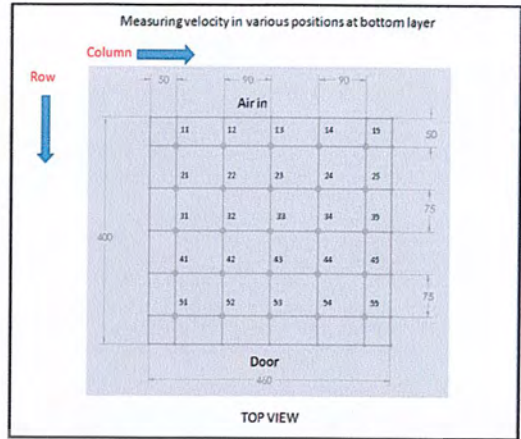 Measuring velocity in various positions at bottom layer
Column
Row
50 90 90
Air in
11 12 13 14 15
50
21 22 23 24 25
75
31 32 33 34 35
400
41 42 43 44 45
75
51 52 53 54 55
Door
460
TOP VIEW